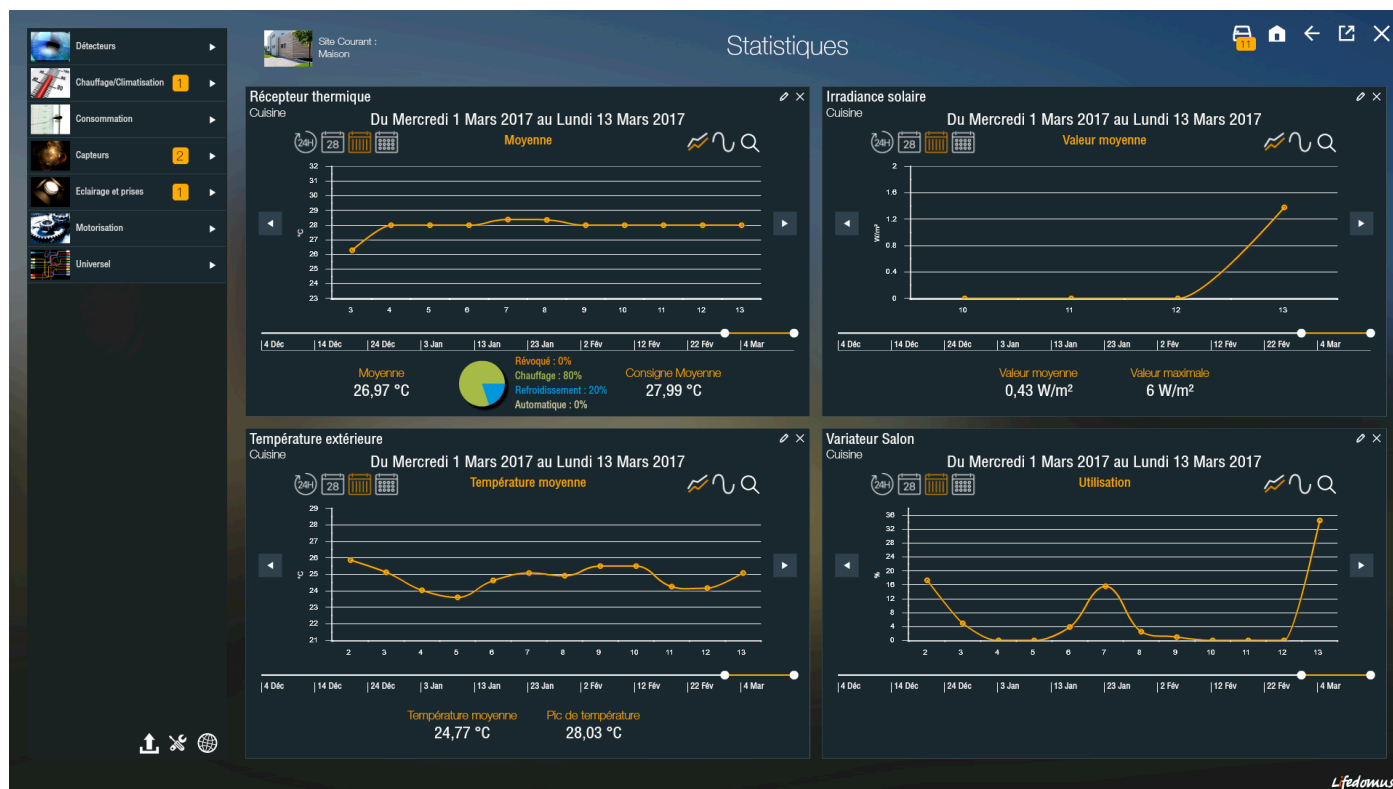 Détecteurs
Chauffage/Climatisation 1
Consommation
Capteurs 2
Eclairage et prises 1
Motorisation
Universel
Site Courant :
Maison
Statistiques
11
Récepteur thermique
Cuisine
Du Mercredi 1 Mars 2017 au Lundi 13 Mars 2017
24H 28
Moyenne
32
31
30
29
28
27
26
25
24
23
°C
3 4 5 6 7 8 9 10 11 12 13
|4 Déc |14 Déc |24 Déc |3 Jan |13 Jan |23 Jan |2 Fév |12 Fév |22 Fév |4 Mar
Moyenne
26,97 °C
Révoqué : 0%
Chauffage : 80%
Refroidissement : 20%
Automatique : 0%
Consigne Moyenne
27,99 °C
Irradiance solaire
Cuisine
Du Mercredi 1 Mars 2017 au Lundi 13 Mars 2017
24H 28
Valeur moyenne
2
1.6
1.2
0.8
0.4
0
W/m²
10 11 12 13
|4 Déc |14 Déc |24 Déc |3 Jan |13 Jan |23 Jan |2 Fév |12 Fév |22 Fév |4 Mar
Valeur moyenne
0,43 W/m²
Valeur maximale
6 W/m²
Température extérieure
Cuisine
Du Mercredi 1 Mars 2017 au Lundi 13 Mars 2017
24H 28
Température moyenne
29
28
27
26
25
24
23
22
21
°C
2 3 4 5 6 7 8 9 10 11 12 13
|4 Déc |14 Déc |24 Déc |3 Jan |13 Jan |23 Jan |2 Fév |12 Fév |22 Fév |4 Mar
Température moyenne
24,77 °C
Pic de température
28,03 °C
Variateur Salon
Cuisine
Du Mercredi 1 Mars 2017 au Lundi 13 Mars 2017
24H 28
Utilisation
36
32
28
24
20
16
12
8
4
0
%
2 3 4 5 6 7 8 9 10 11 12 13
|4 Déc |14 Déc |24 Déc |3 Jan |13 Jan |23 Jan |2 Fév |12 Fév |22 Fév |4 Mar
Lifedomus